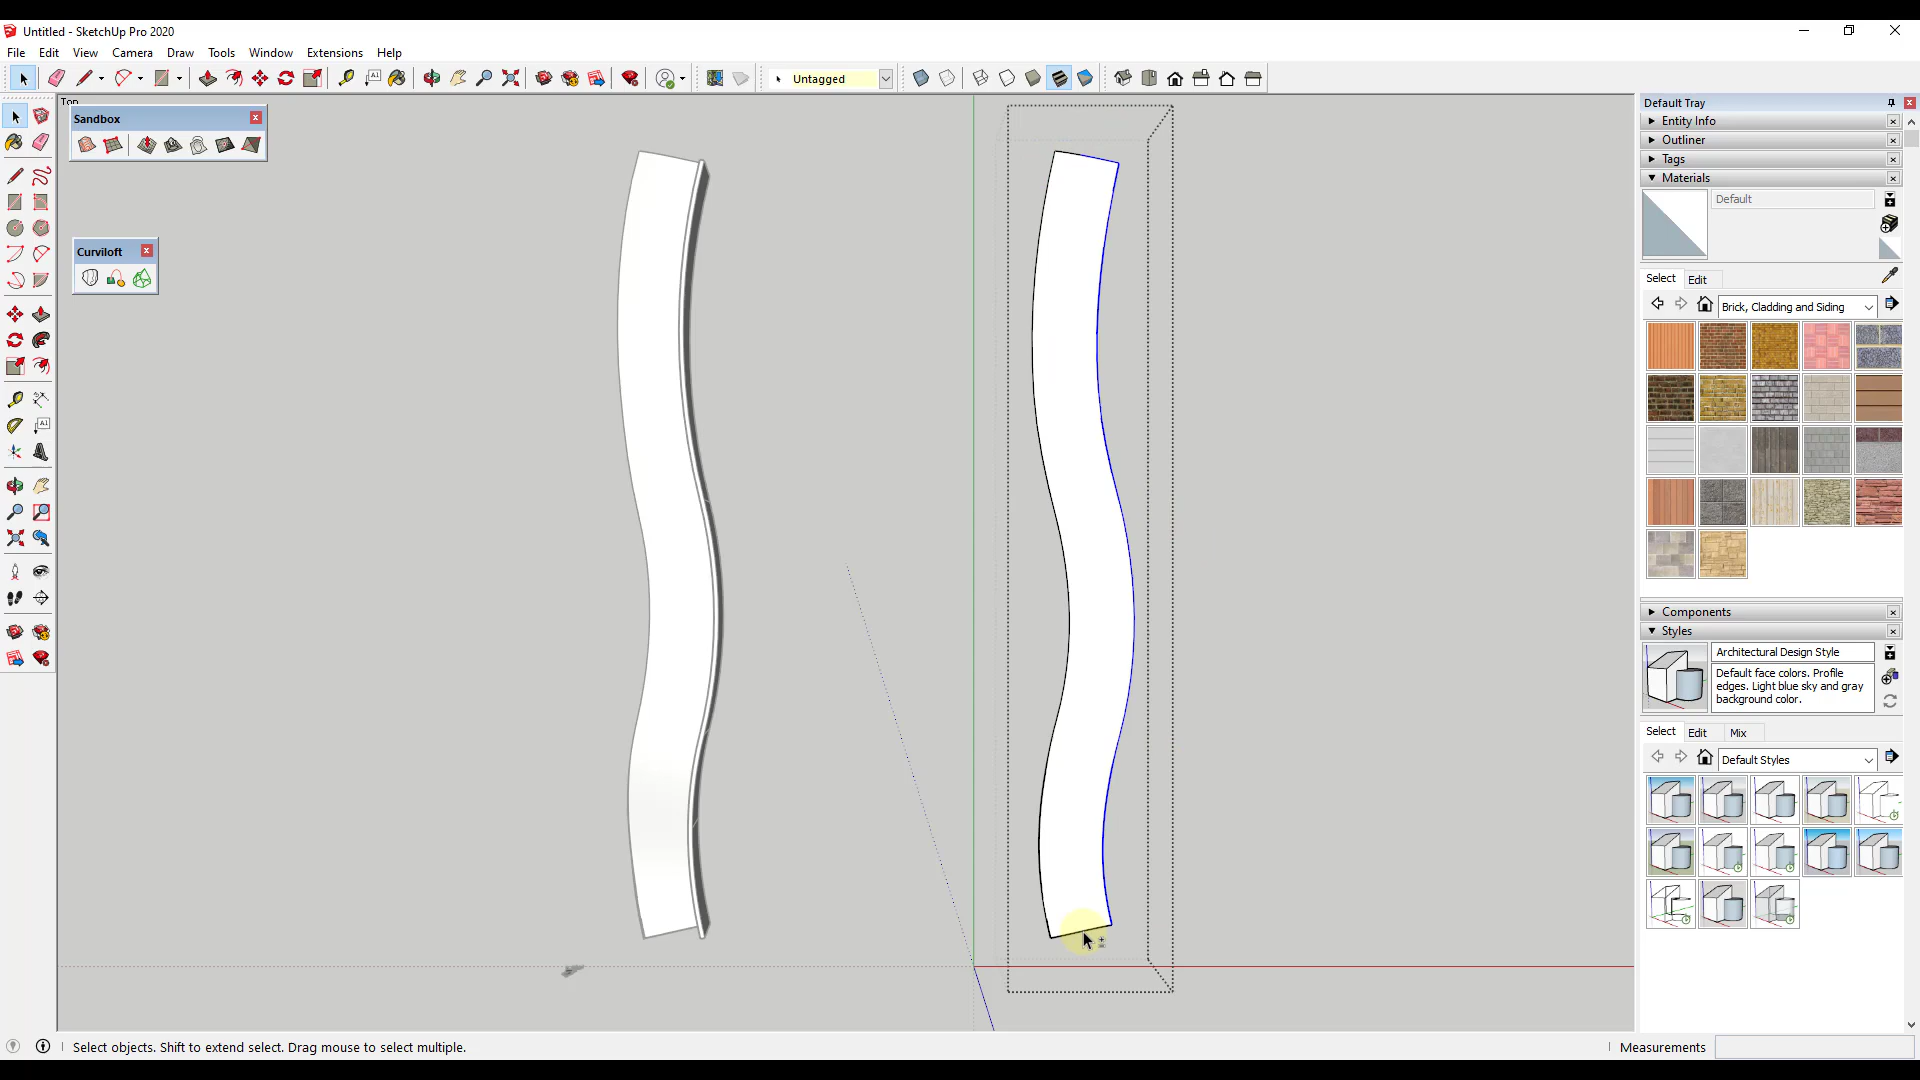 Untitled - SketchUp Pro 2020
File Edit View Camera Draw Tools Window Extensions Help
A1 Untagged
Top
Sandbox
Curviloft
A1
Default Tray
Entity Info
Outliner
Tags
Materials
Default
Select Edit
Brick, Cladding and Siding
Components
Styles
Architectural Design Style
Default face colors. Profile
edges. Light blue sky and gray
background color.
Select Edit Mix
Default Styles
Select objects. Shift to extend select. Drag mouse to select multiple.
Measurements